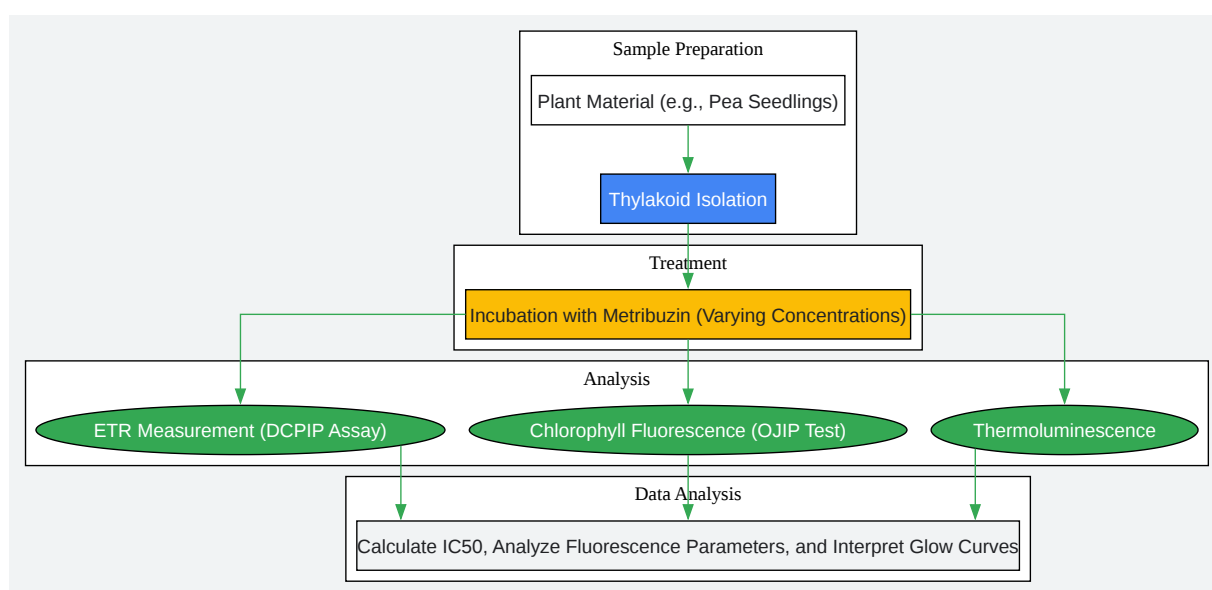 Sample Preparation
Plant Material (e.g., Pea Seedlings)
Thylakoid Isolation
Treatment
Incubation with Metribuzin (Varying Concentrations)
Analysis
ETR Measurement (DCPIP Assay)
Chlorophyll Fluorescence (OJIP Test)
Thermoluminescence
Data Analysis
Calculate IC50, Analyze Fluorescence Parameters, and Interpret Glow Curves